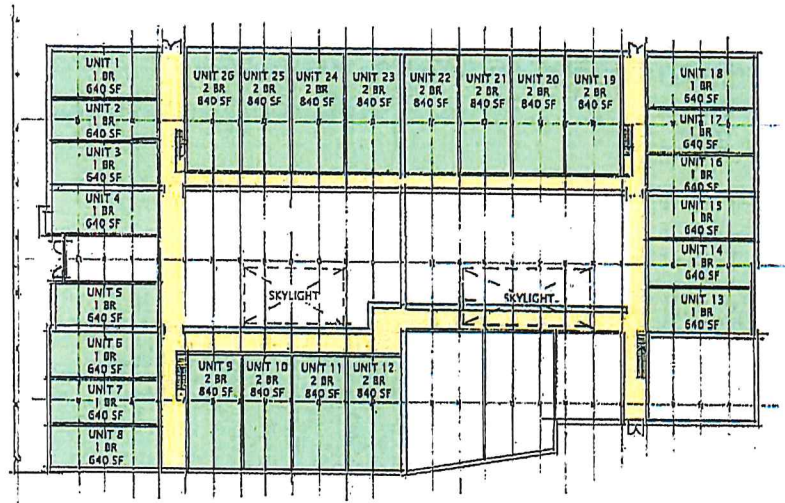 UNIT 1
1 BR
640 SF
UNIT 2
1 BR
640 SF
UNIT 3
1 BR
640 SF
UNIT 4
1 BR
640 SF
UNIT 5
1 BR
640 SF
UNIT 6
1 BR
640 SF
UNIT 7
1 BR
640 SF
UNIT 8
1 BR
640 SF
UNIT 26
2 BR
840 SF
UNIT 25
2 BR
840 SF
UNIT 24
2 BR
840 SF
UNIT 23
2 BR
840 SF
UNIT 22
2 BR
840 SF
UNIT 21
2 BR
840 SF
UNIT 20
2 BR
840 SF
UNIT 19
2 BR
840 SF
SKYLIGHT
SKYLIGHT
UNIT 9
2 BR
840 SF
UNIT 10
2 BR
840 SF
UNIT 11
2 BR
840 SF
UNIT 12
2 BR
840 SF
UNIT 18
1 BR
640 SF
UNIT 17
1 BR
640 SF
UNIT 16
1 BR
640 SF
UNIT 15
1 BR
640 SF
UNIT 14
1 BR
640 SF
UNIT 13
1 BR
640 SF